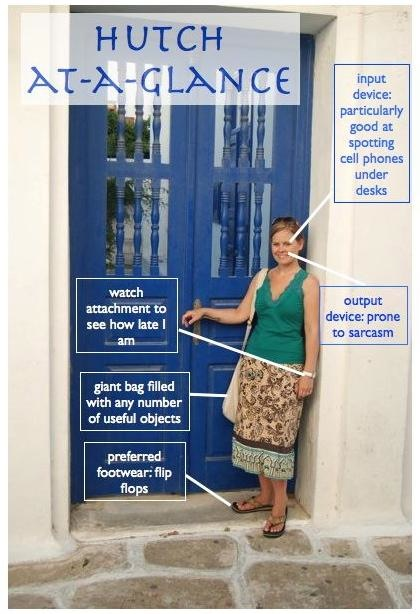 HUTCH
AT-A-GLANCE
input
device:
particularly
good at
spotting
cell phones
under
desks
watch
attachment to
see how late I
am
output
device: prone
to sarcasm
giant bag filled
with any number
of useful objects
preferred
footwear: flip
flops